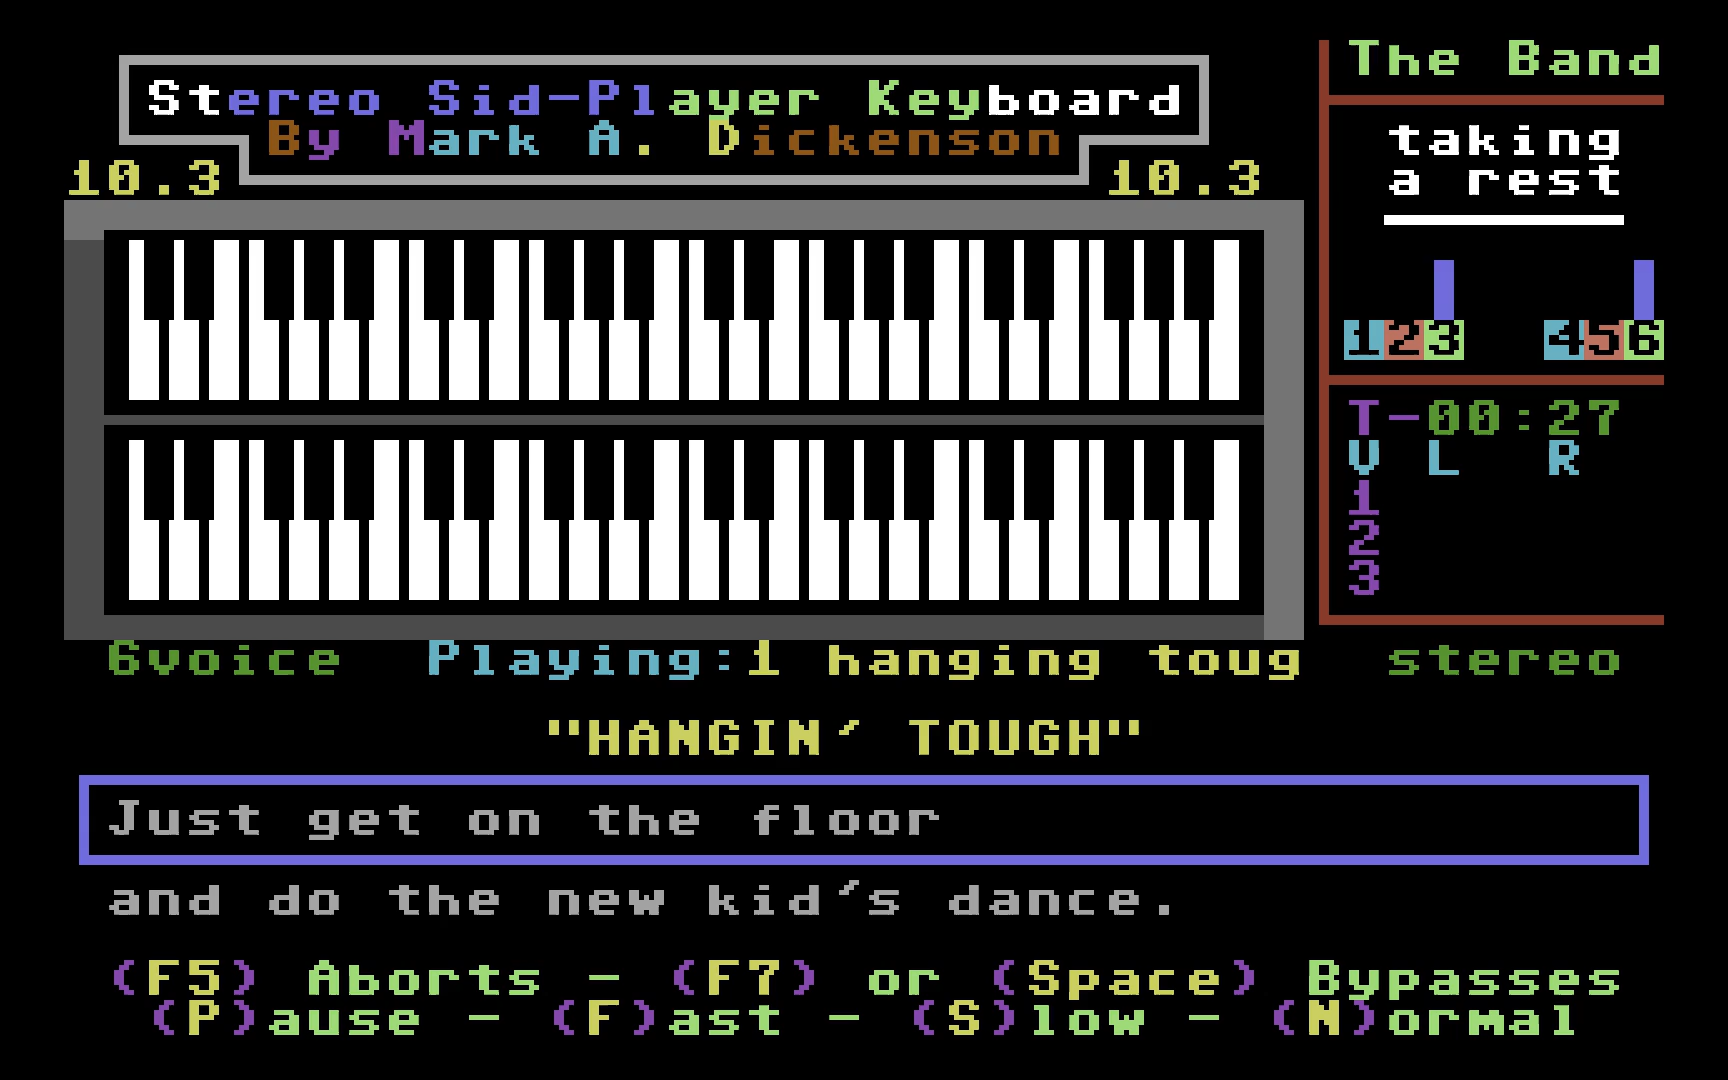 Stereo Sid-Player Keyboard
By Mark A. Dickenson
10.3 10.3
The Band
taking
a rest
123 456
T-00:27
V L R
1
2
3
6voice Playing:1 hanging toug stereo
"HANGIN' TOUGH"
Just get on the floor
and do the new kid's dance.
(F5) Aborts - (F7) or (Space) Bypasses
(P)ause - (F)ast - (S)low - (N)ormal